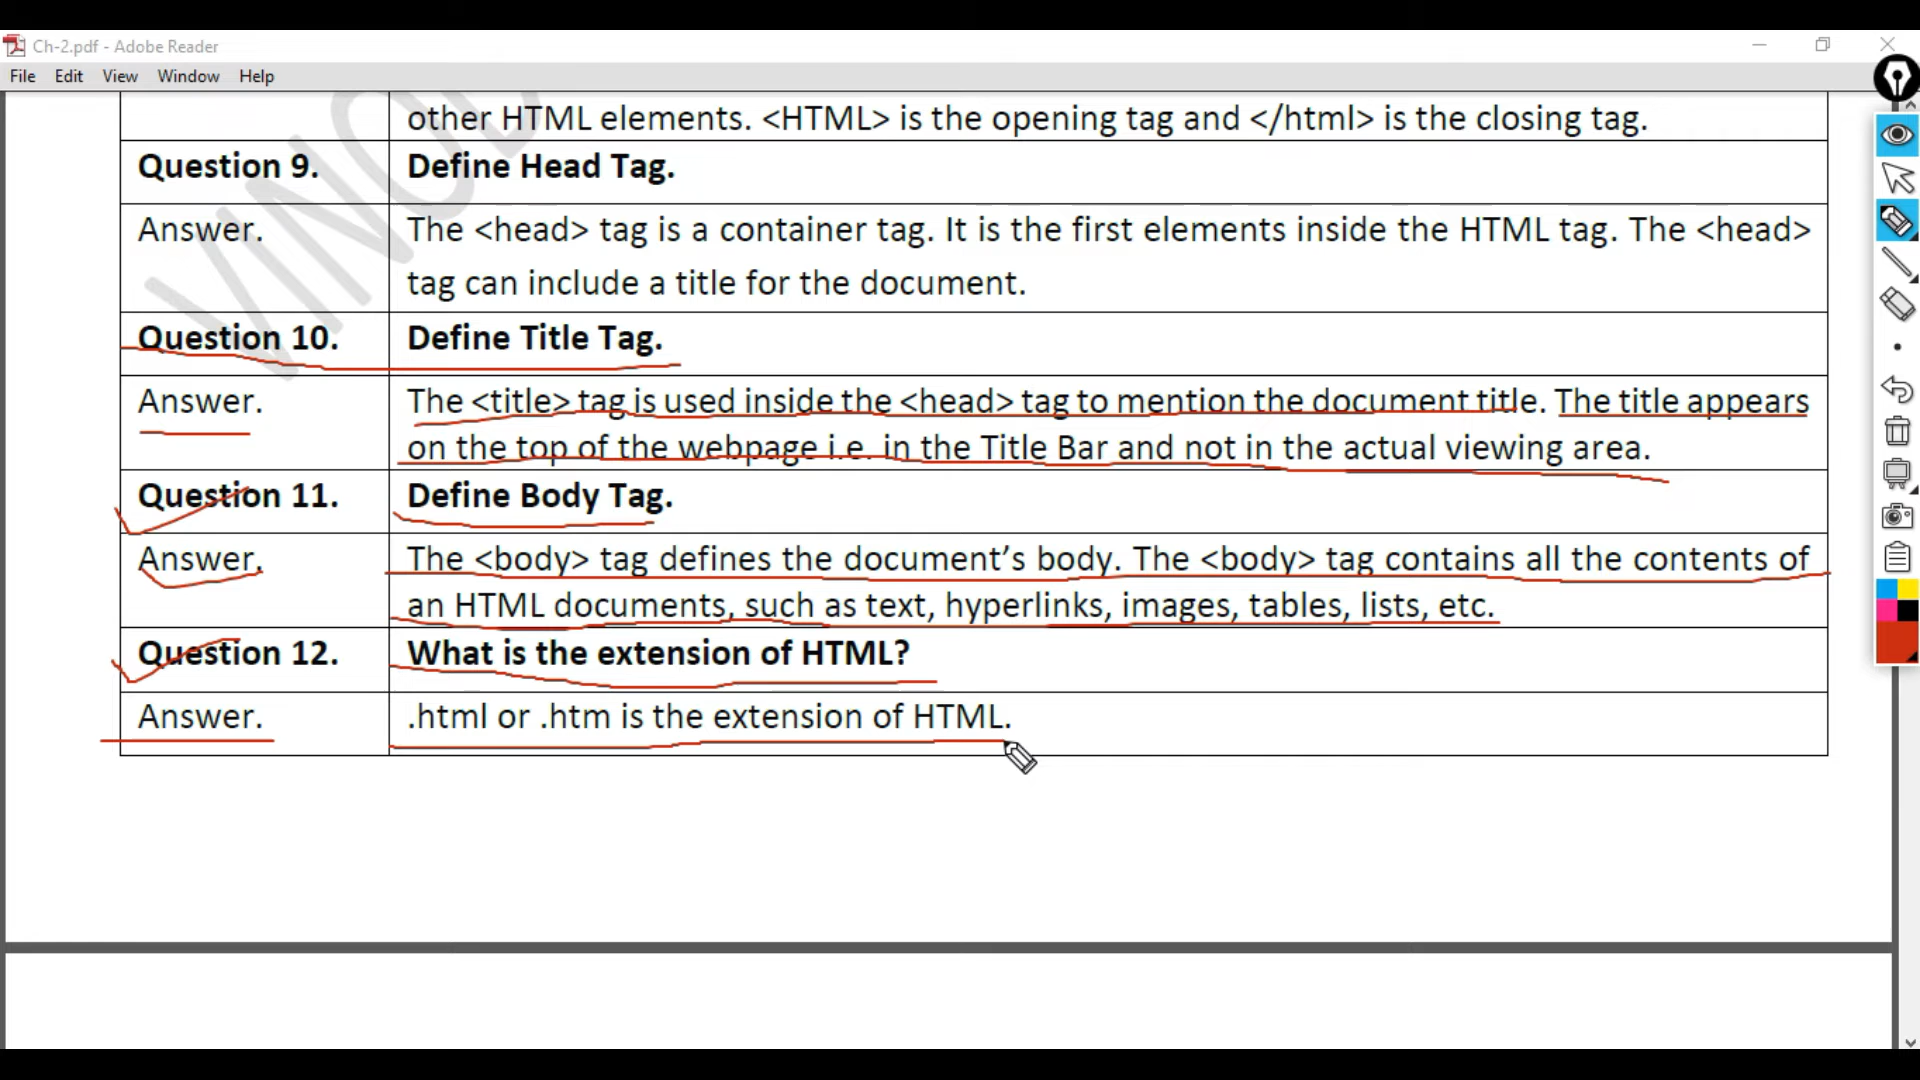 Ch-2.pdf - Adobe Reader
File Edit View Window Help
other HTML elements. <HTML> is the opening tag and </html> is the closing tag.
Question 9. Define Head Tag.
Answer. The <head> tag is a container tag. It is the first elements inside the HTML tag. The <head>
tag can include a title for the document.
Question 10. Define Title Tag.
Answer. The <title> tag is used inside the <head> tag to mention the document title. The title appears
on the top of the webpage i.e. in the Title Bar and not in the actual viewing area.
Question 11. Define Body Tag.
Answer. The <body> tag defines the document’s body. The <body> tag contains all the contents of
an HTML documents, such as text, hyperlinks, images, tables, lists, etc.
Question 12. What is the extension of HTML?
Answer. .html or .htm is the extension of HTML.